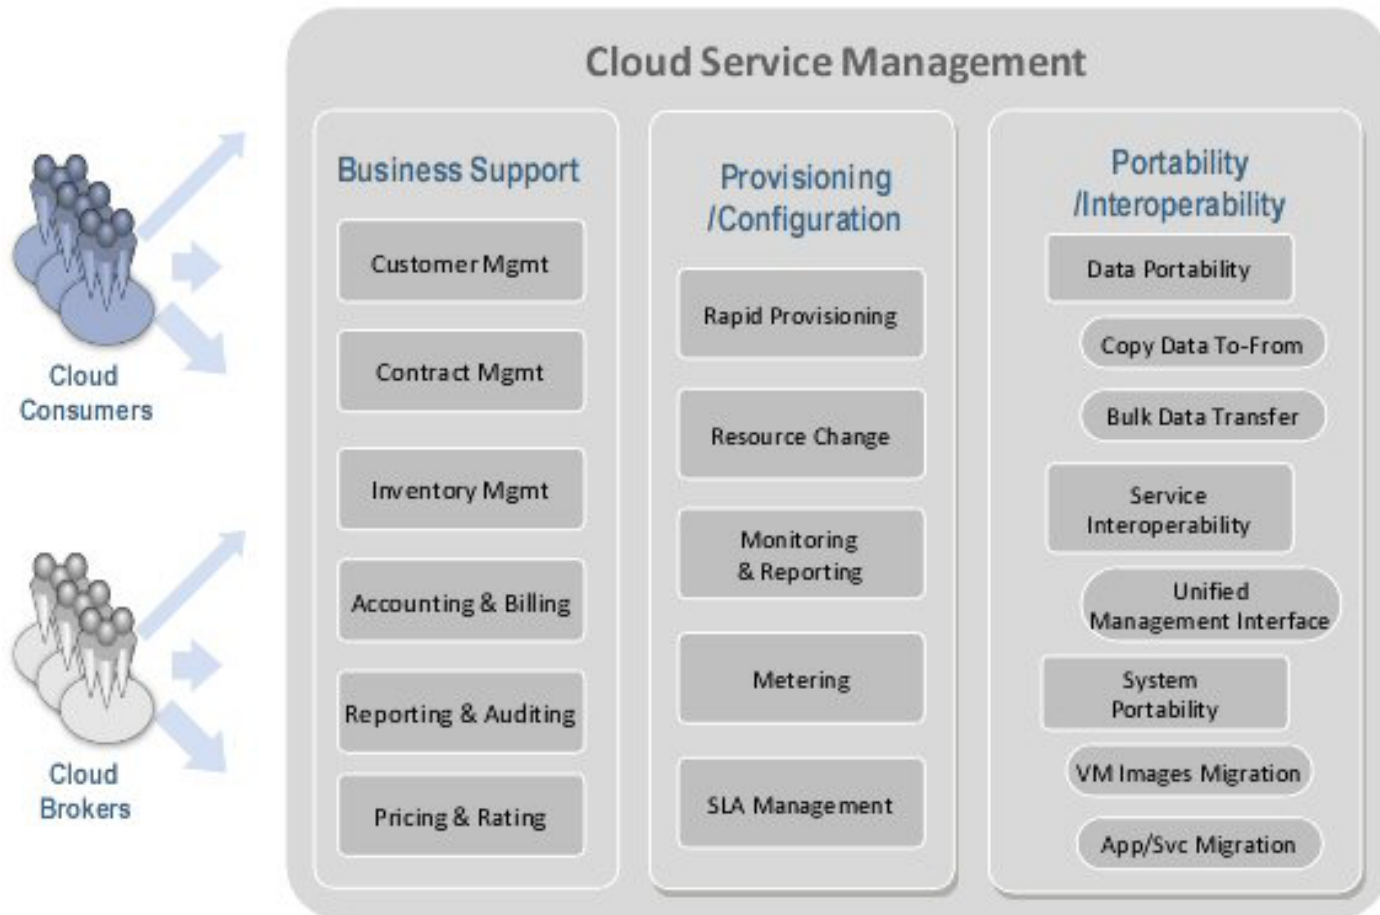 Cloud Service Management
Cloud
Consumers
Cloud
Brokers
Business Support
Customer Mgmt
Contract Mgmt
Inventory Mgmt
Accounting & Billing
Reporting & Auditing
Pricing & Rating
Provisioning
/Configuration
Rapid Provisioning
Resource Change
Monitoring
& Reporting
Metering
SLA Management
Portability
/Interoperability
Data Portability
Copy Data To-From
Bulk Data Transfer
Service
Interoperability
Unified
Management Interface
System
Portability
VM Images Migration
App/Svc Migration